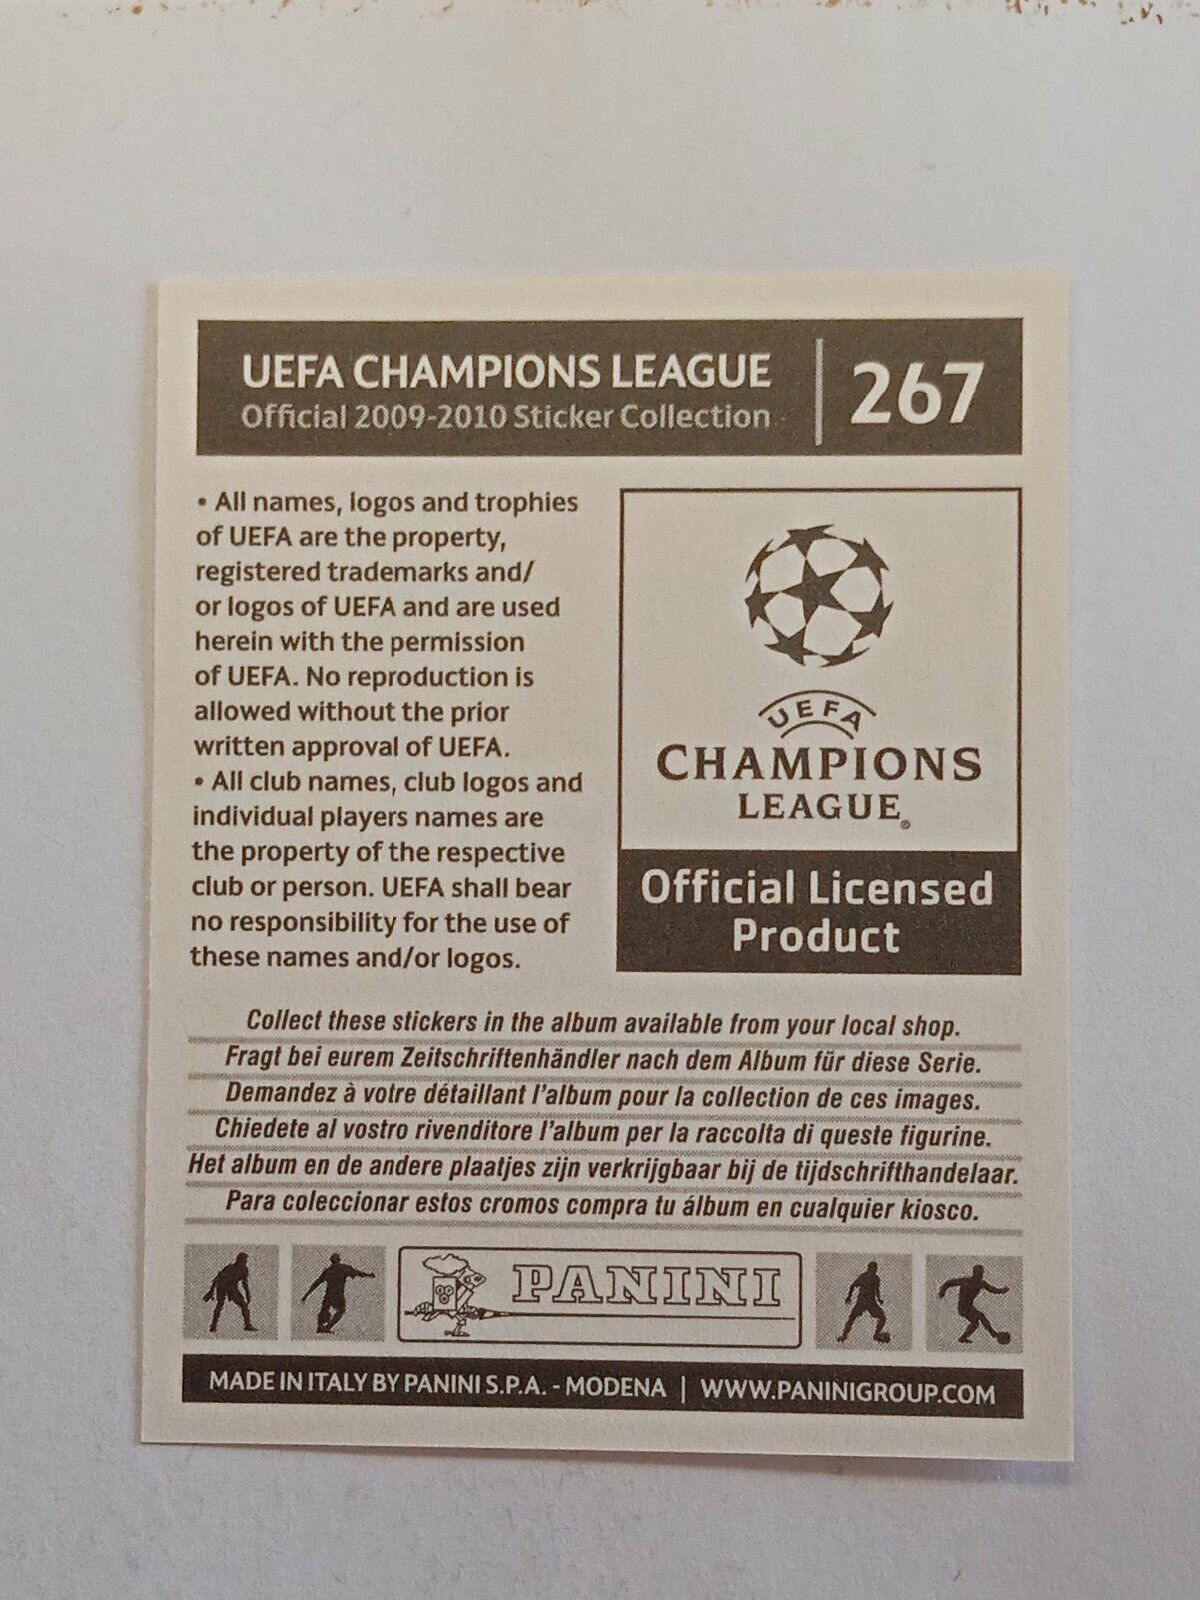 UEFA CHAMPIONS LEAGUE
Official 2009-2010 Sticker Collection
267
• All names, logos and trophies
of UEFA are the property,
registered trademarks and/
or logos of UEFA and are used
herein with the permission
of UEFA. No reproduction is
allowed without the prior
written approval of UEFA.
• All club names, club logos and
individual players names are
the property of the respective
club or person. UEFA shall bear
no responsibility for the use of
these names and/or logos.
UEFA
CHAMPIONS
LEAGUE®
Official Licensed
Product
Collect these stickers in the album available from your local shop.
Fragt bei eurem Zeitschriftenhändler nach dem Album für diese Serie.
Demandez à votre détaillant l'album pour la collection de ces images.
Chiedete al vostro rivenditore l'album per la raccolta di queste figurine.
Het album en de andere plaatjes zijn verkrijgbaar bij de tijdschrifthandelaar.
Para coleccionar estos cromos compra tu álbum en cualquier kiosco.
PANINI
MADE IN ITALY BY PANINI S.P.A. - MODENA | WWW.PANINIGROUP.COM